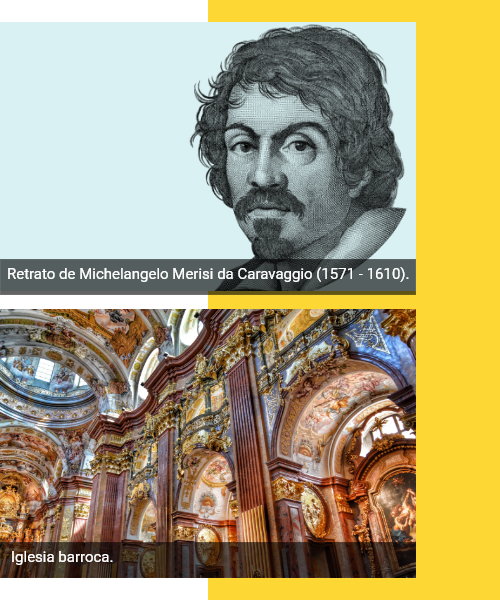 Retrato de Michelangelo Merisi da Caravaggio (1571 - 1610).
Iglesia barroca.